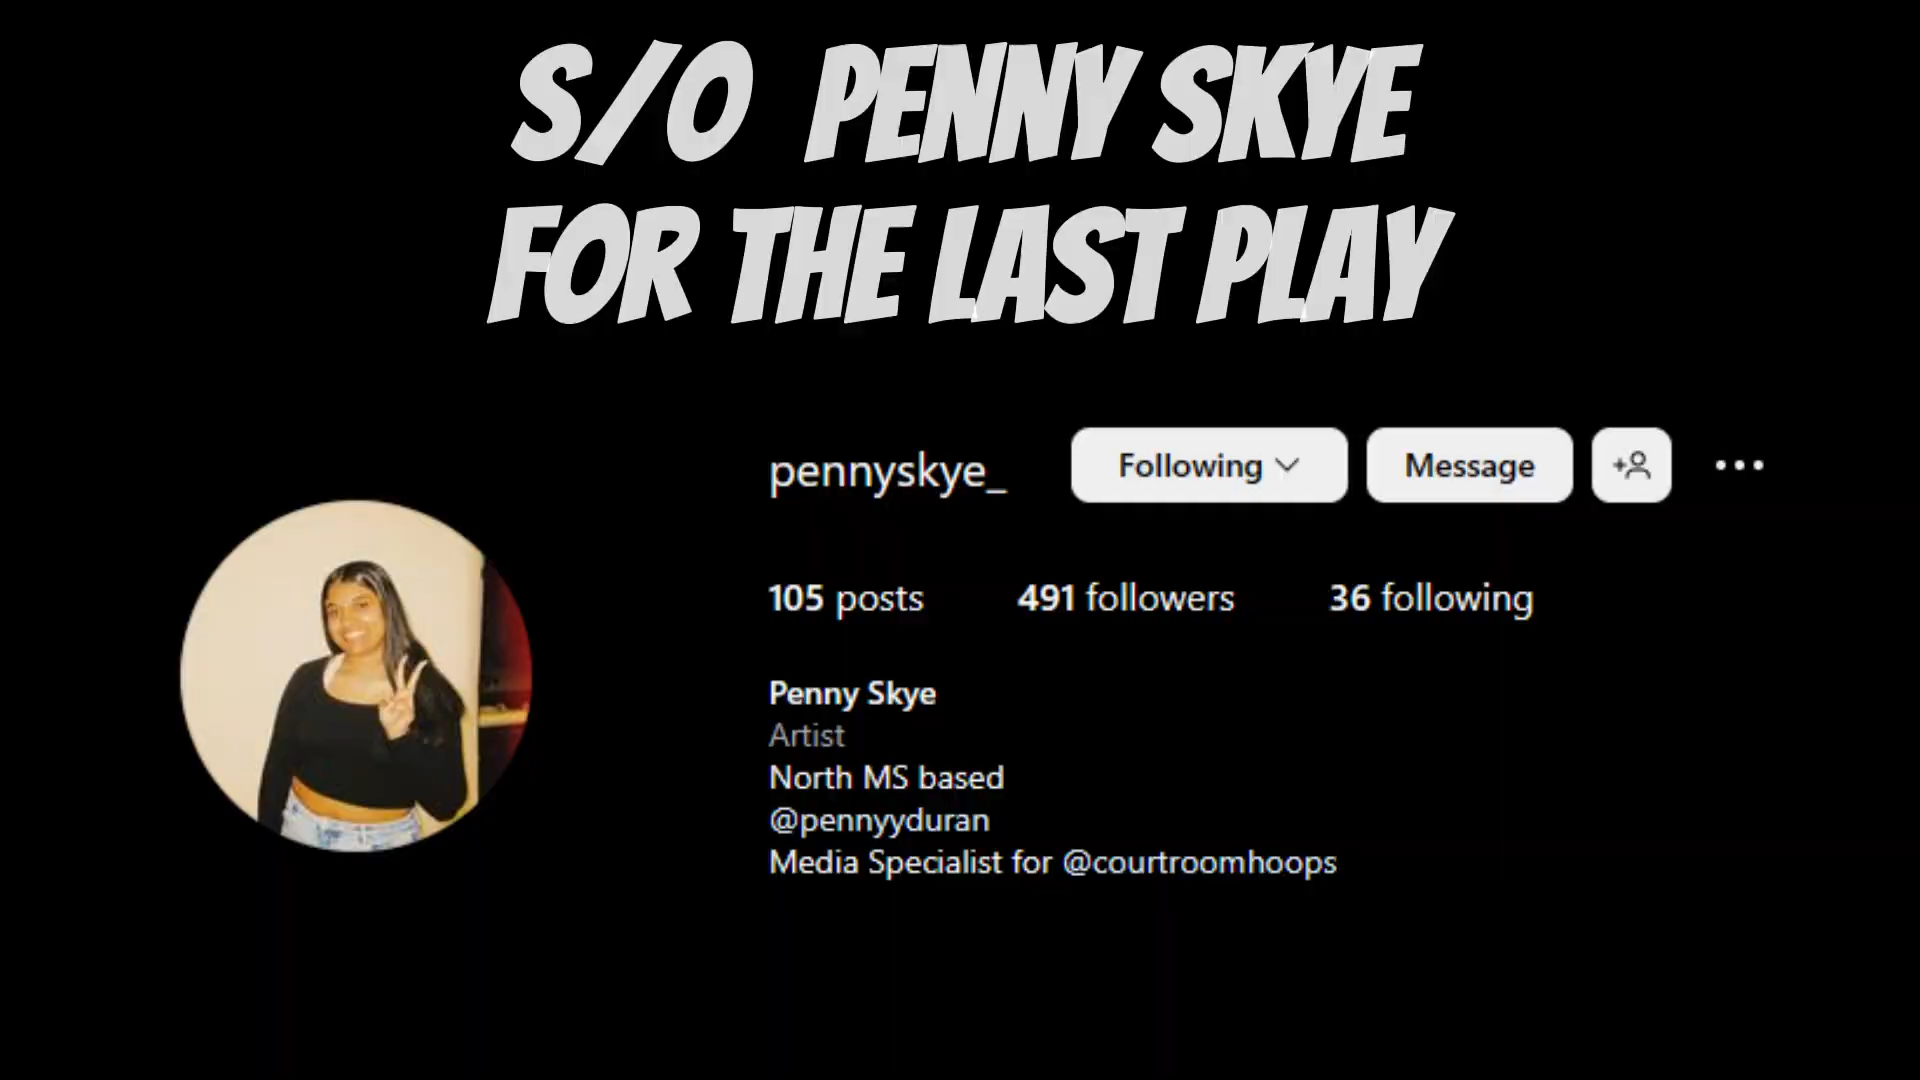 S/O PENNY SKYE
FOR THE LAST PLAY
pennyskye_ Following Message
105 posts 491 followers 36 following
Penny Skye
Artist
North MS based
@pennyyduran
Media Specialist for @courtroomhoops